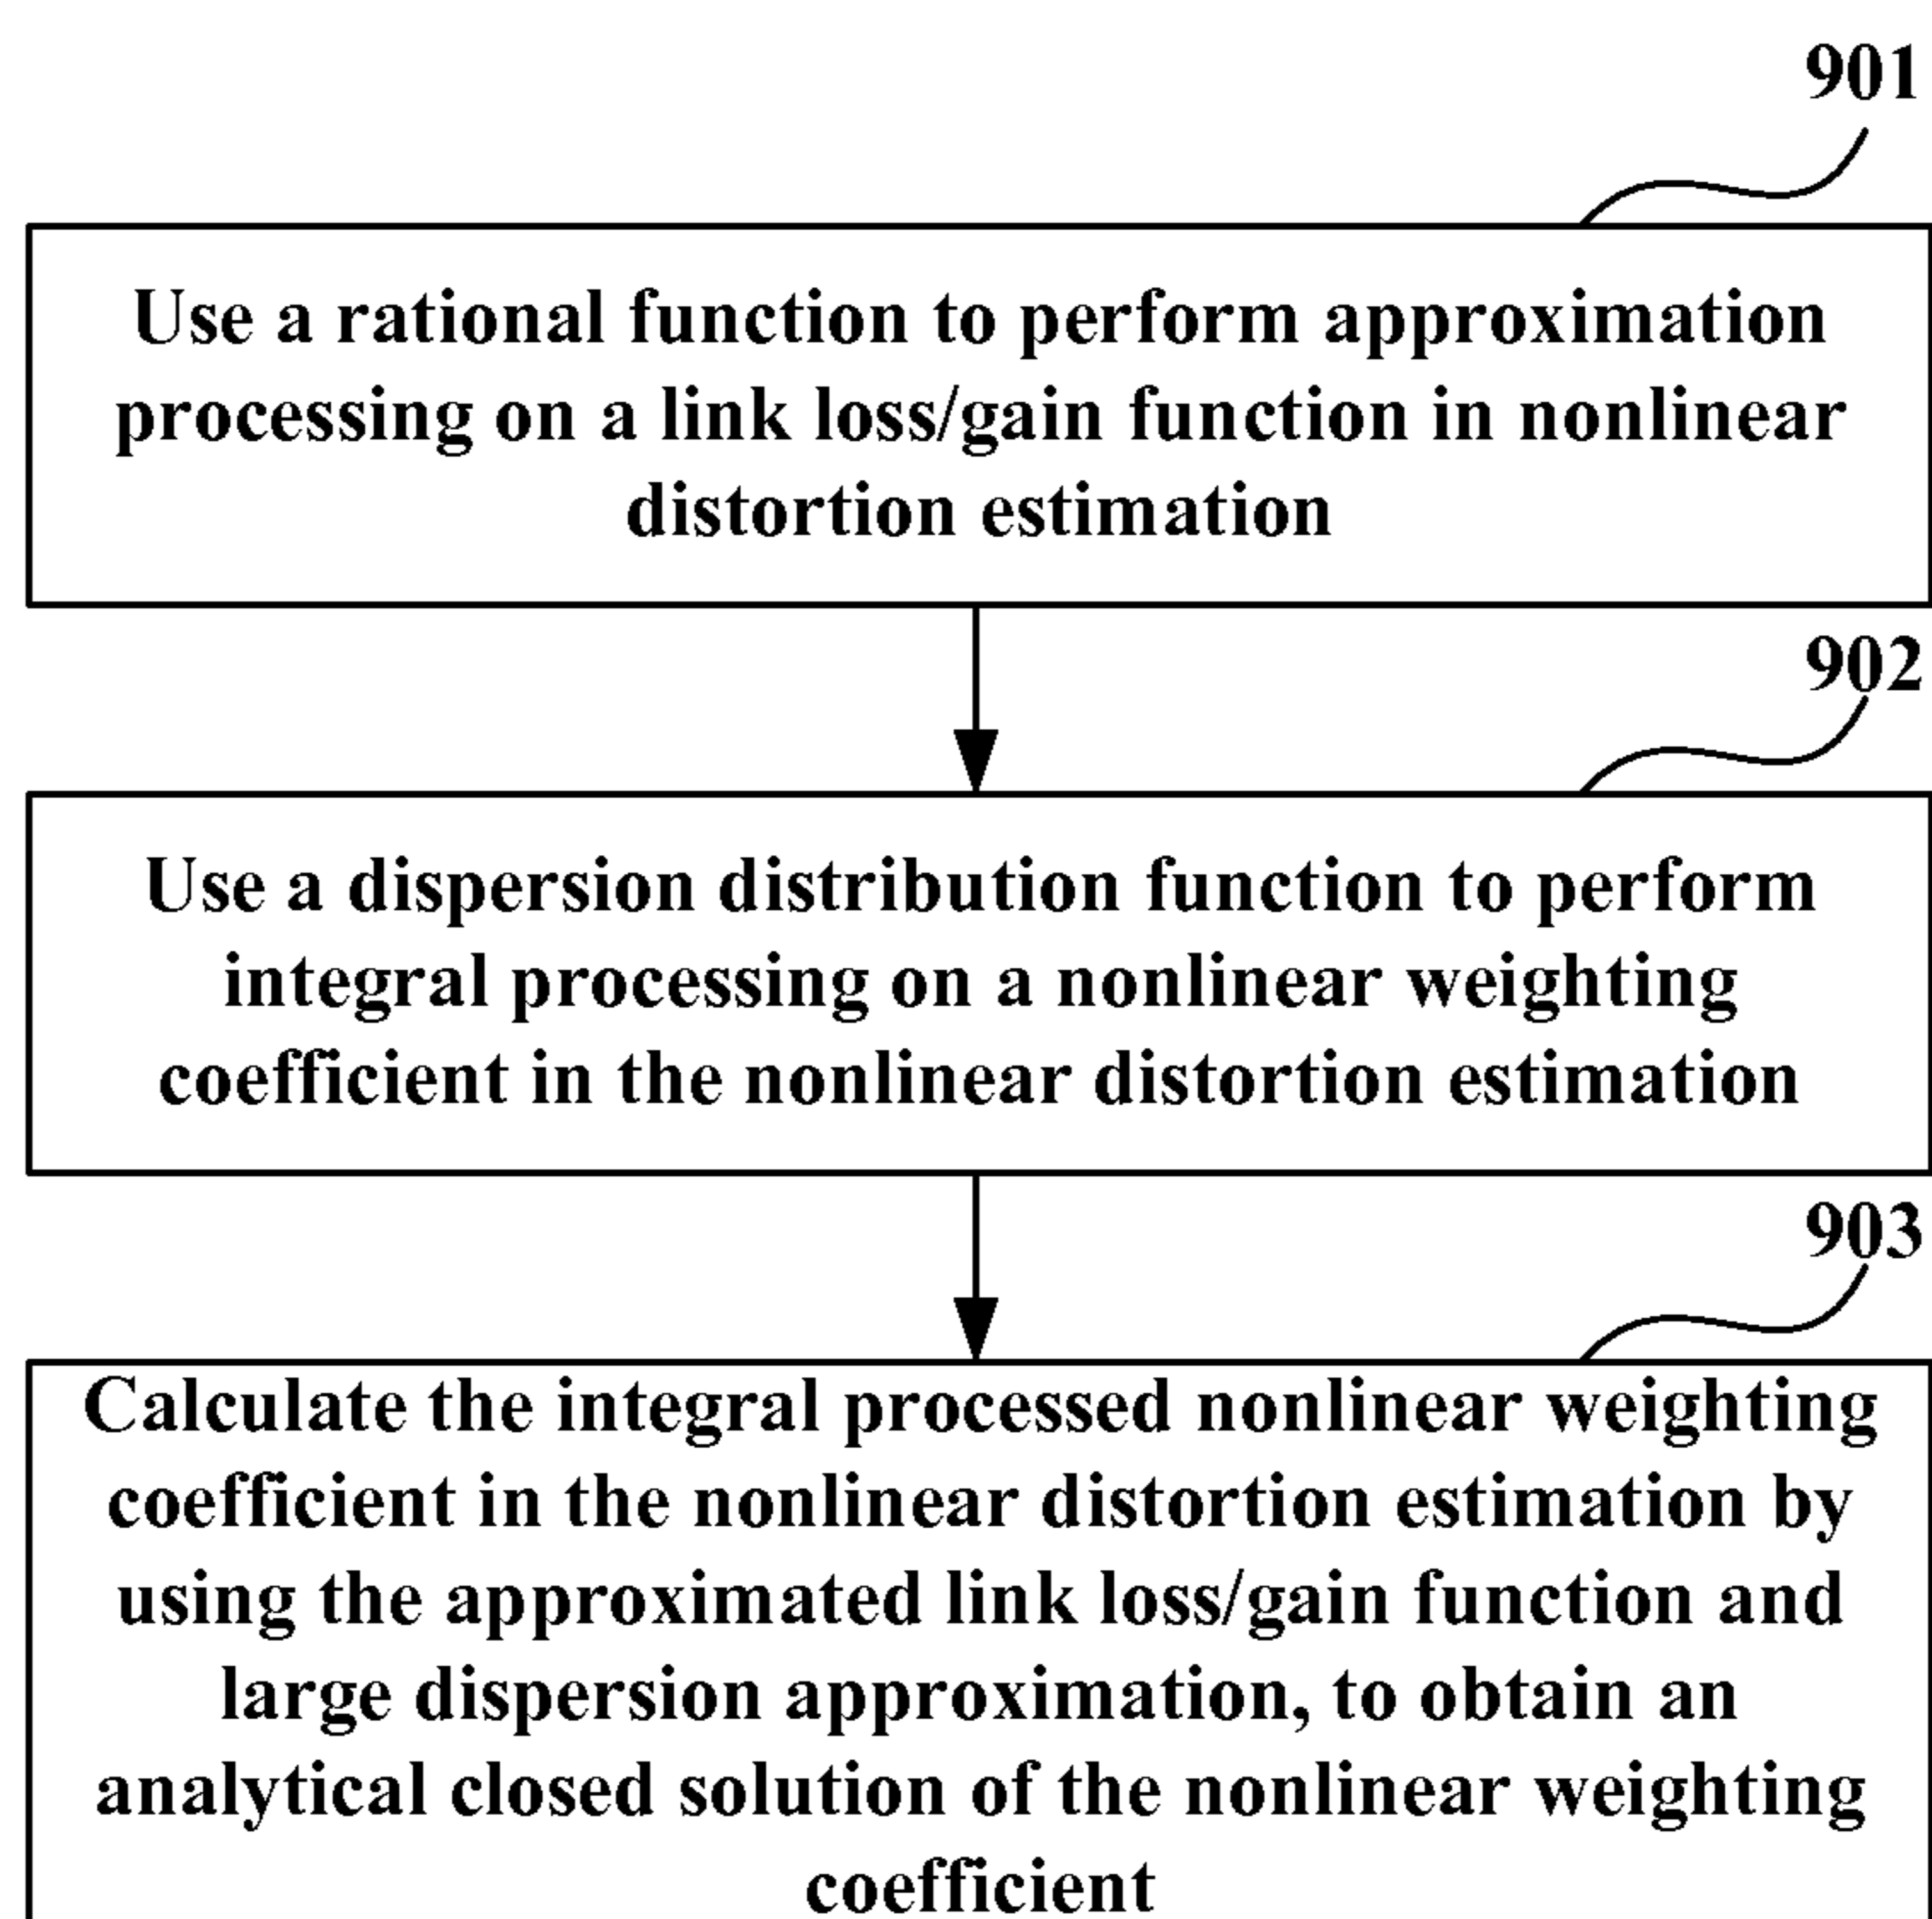 901
Use a rational function to perform approximation
processing on a link loss/gain function in nonlinear
distortion estimation
902
Use a dispersion distribution function to perform
integral processing on a nonlinear weighting
coefficient in the nonlinear distortion estimation
903
Calculate the integral processed nonlinear weighting
coefficient in the nonlinear distortion estimation by
using the approximated link loss/gain function and
large dispersion approximation, to obtain an
analytical closed solution of the nonlinear weighting
coefficient